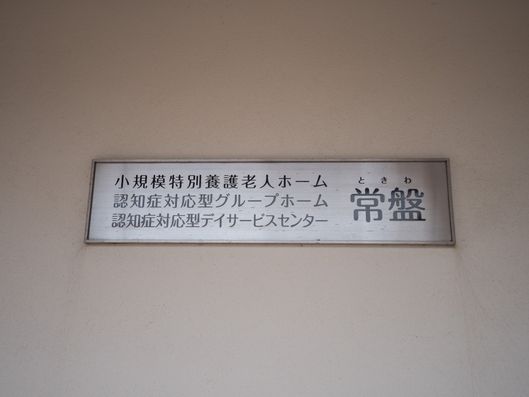 小規模特別養護老人ホーム
認知症対応型グループホーム
認知症対応型デイサービスセンター
ときわ
常盤